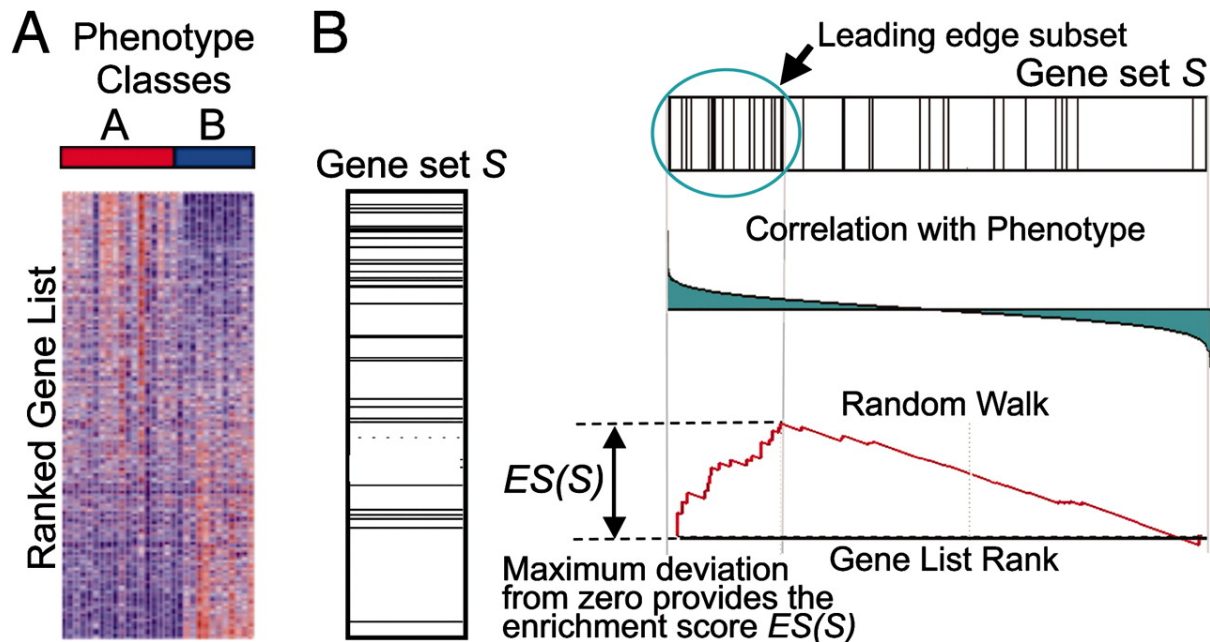 A
Phenotype
Classes
A B
Ranked Gene List
B
Gene set S
Leading edge subset
Gene set S
Correlation with Phenotype
Random Walk
ES(S)
Gene List Rank
Maximum deviation
from zero provides the
enrichment score ES(S)